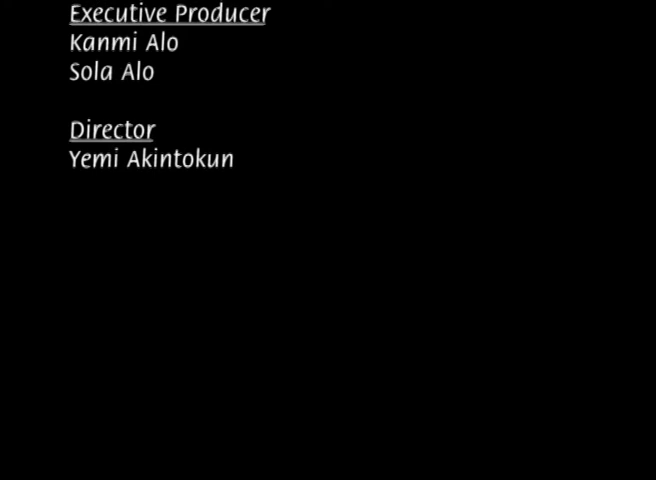 Executive Producer
Kanmi Alo
Sola Alo
Director
Yemi Akintokun